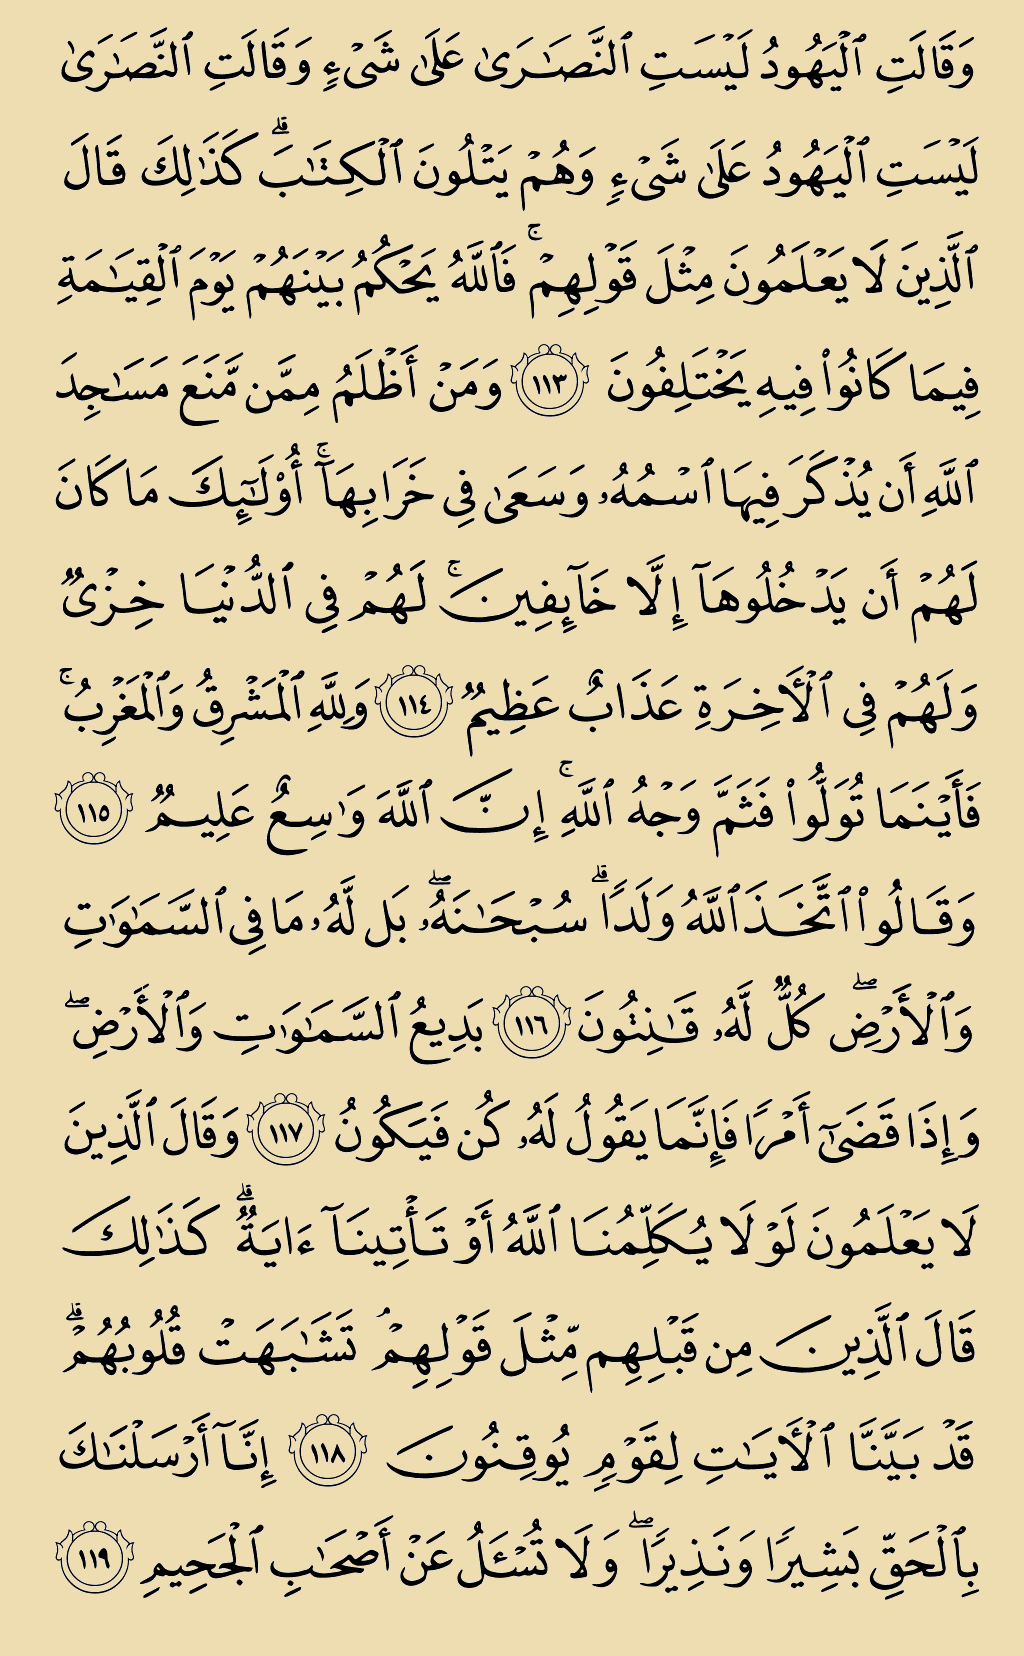 وَقَالَتِ ٱلۡيَهُودُ لَيۡسَتِ ٱلنَّصَٰرَىٰ عَلَىٰ شَيۡءٖ وَقَالَتِ ٱلنَّصَٰرَىٰ
لَيۡسَتِ ٱلۡيَهُودُ عَلَىٰ شَيۡءٖ وَهُمۡ يَتۡلُونَ ٱلۡكِتَٰبَۗ كَذَٰلِكَ قَالَ
ٱلَّذِينَ لَا يَعۡلَمُونَ مِثۡلَ قَوۡلِهِمۡۚ فَٱللَّهُ يَحۡكُمُ بَيۡنَهُمۡ يَوۡمَ ٱلۡقِيَٰمَةِ
فِيمَا كَانُواْ فِيهِ يَخۡتَلِفُونَ ١١٣ وَمَنۡ أَظۡلَمُ مِمَّن مَّنَعَ مَسَٰجِدَ
ٱللَّهِ أَن يُذۡكَرَ فِيهَا ٱسۡمُهُۥ وَسَعَىٰ فِي خَرَابِهَآۚ أُوْلَٰٓئِكَ مَا كَانَ
لَهُمۡ أَن يَدۡخُلُوهَآ إِلَّا خَآئِفِينَۚ لَهُمۡ فِي ٱلدُّنۡيَا خِزۡيٞ
وَلَهُمۡ فِي ٱلۡأٓخِرَةِ عَذَابٌ عَظِيمٞ ١١٤ وَلِلَّهِ ٱلۡمَشۡرِقُ وَٱلۡمَغۡرِبُۚ
فَأَيۡنَمَا تُوَلُّواْ فَثَمَّ وَجۡهُ ٱللَّهِۚ إِنَّ ٱللَّهَ وَٰسِعٌ عَلِيمٞ ١١٥
وَقَالُواْ ٱتَّخَذَ ٱللَّهُ وَلَدٗاۗ سُبۡحَٰنَهُۥۖ بَل لَّهُۥ مَا فِي ٱلسَّمَٰوَٰتِ
وَٱلۡأَرۡضِۖ كُلّٞ لَّهُۥ قَٰنِتُونَ ١١٦ بَدِيعُ ٱلسَّمَٰوَٰتِ وَٱلۡأَرۡضِۖ
وَإِذَا قَضَىٰٓ أَمۡرٗا فَإِنَّمَا يَقُولُ لَهُۥ كُن فَيَكُونُ ١١٧ وَقَالَ ٱلَّذِينَ
لَا يَعۡلَمُونَ لَوۡلَا يُكَلِّمُنَا ٱللَّهُ أَوۡ تَأۡتِينَآ ءَايَةٞۗ كَذَٰلِكَ
قَالَ ٱلَّذِينَ مِن قَبۡلِهِم مِّثۡلَ قَوۡلِهِمۡۘ تَشَٰبَهَتۡ قُلُوبُهُمۡۗ
قَدۡ بَيَّنَّا ٱلۡأٓيَٰتِ لِقَوۡمٖ يُوقِنُونَ ١١٨ إِنَّآ أَرۡسَلۡنَٰكَ
بِٱلۡحَقِّ بَشِيرٗا وَنَذِيرٗاۖ وَلَا تُسۡـَٔلُ عَنۡ أَصۡحَٰبِ ٱلۡجَحِيمِ ١١٩